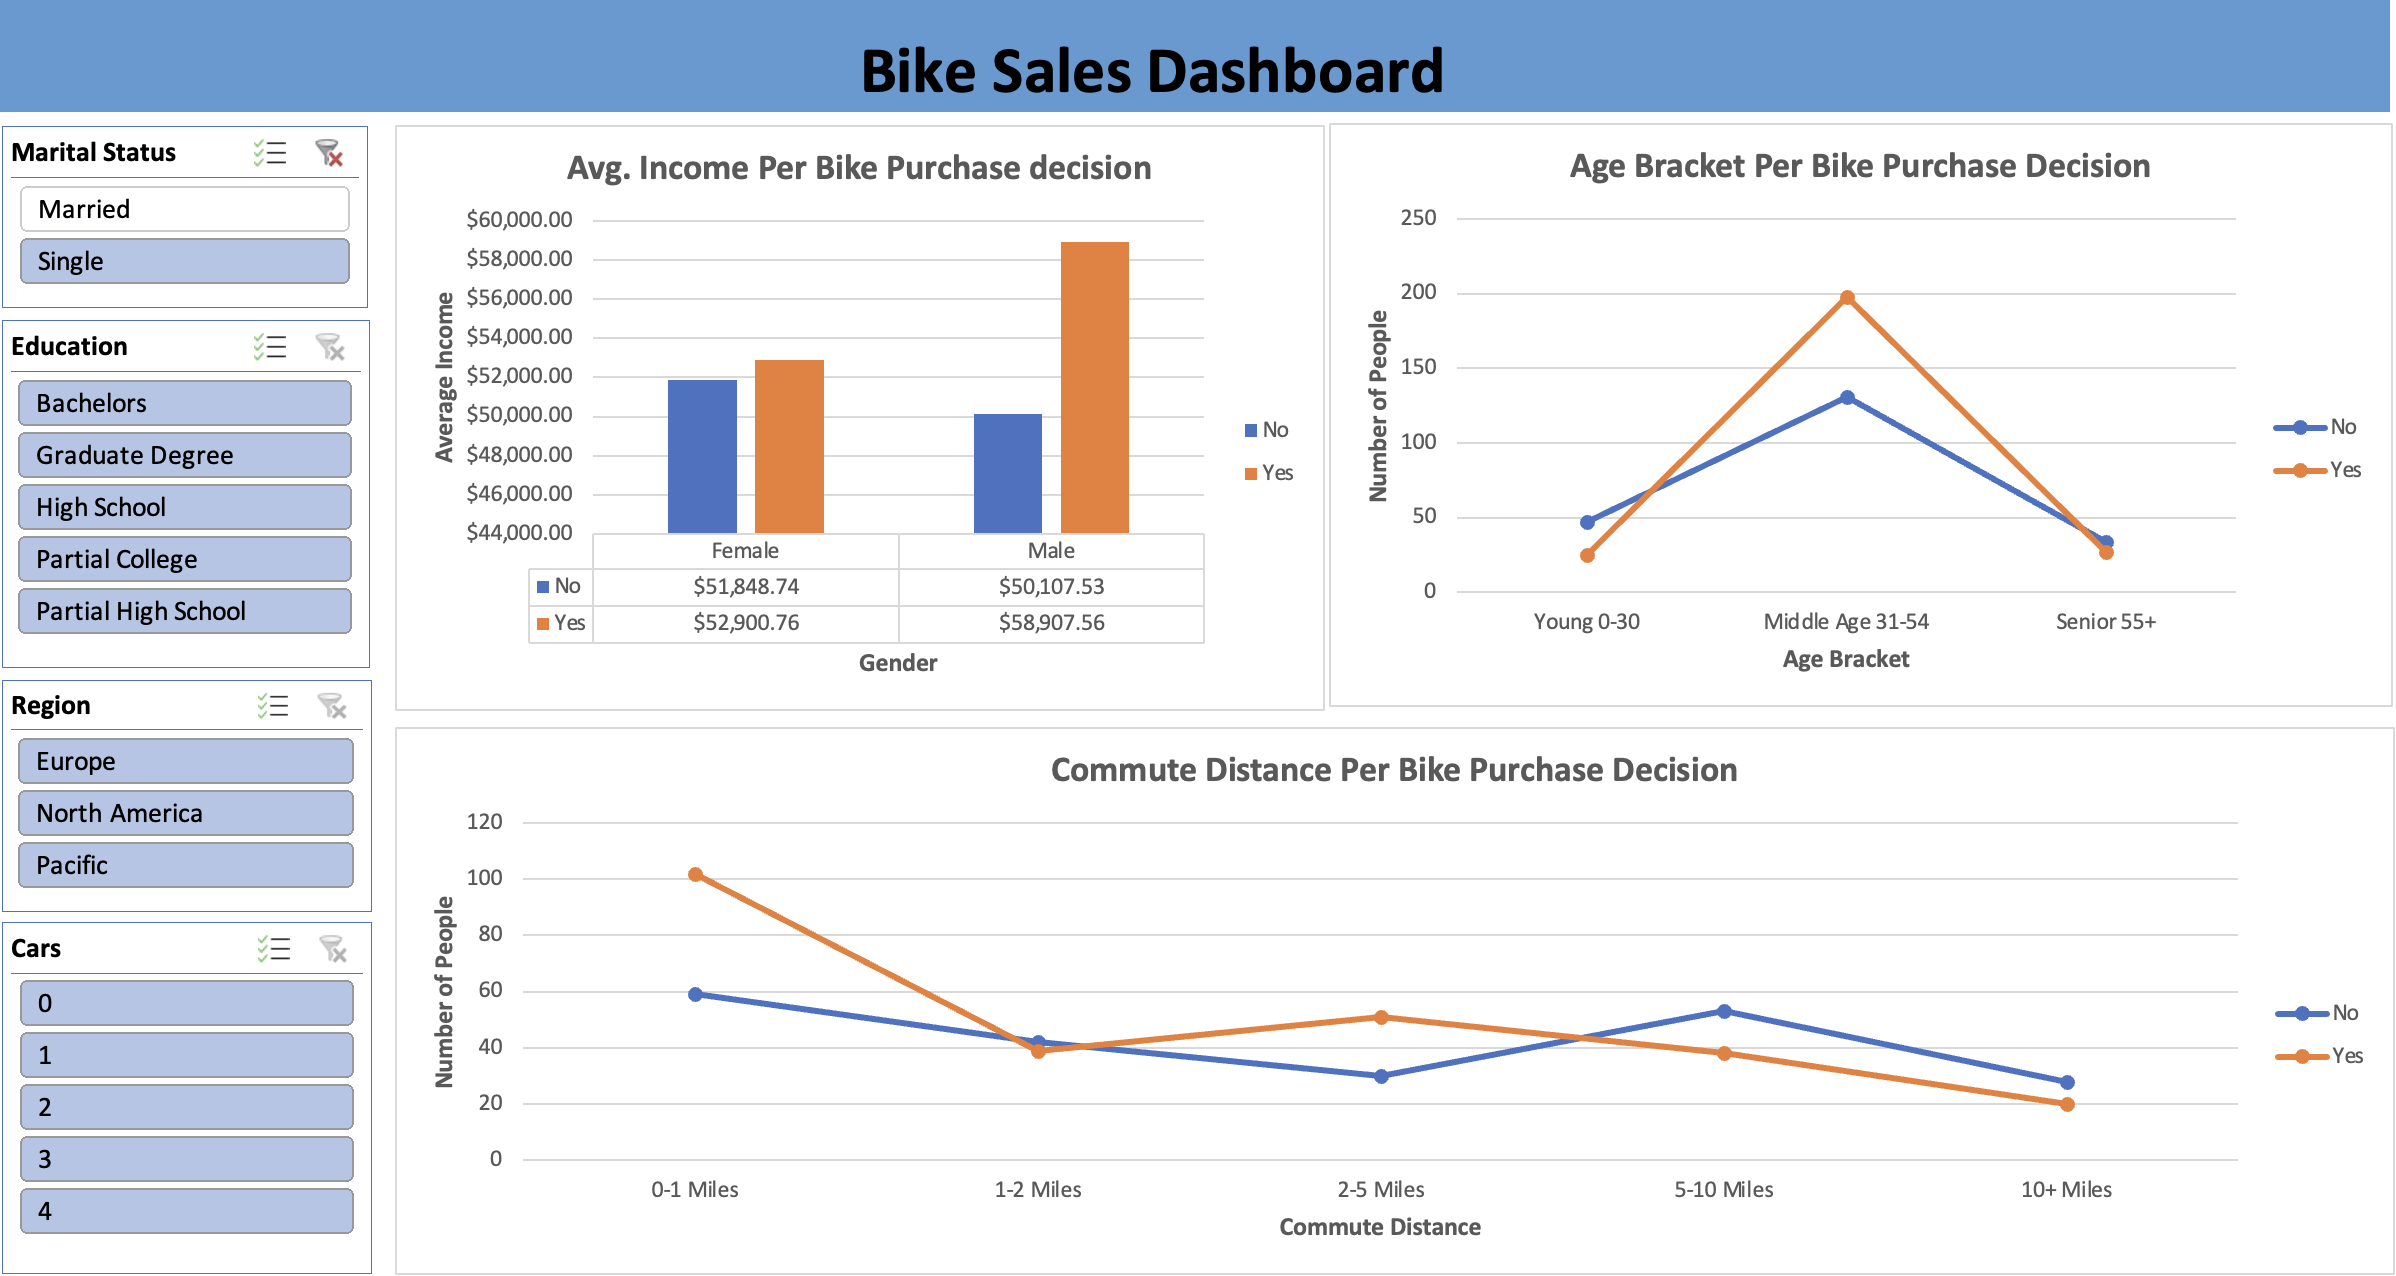 Bike Sales Dashboard
Marital Status
Married
Single
Education
Bachelors
Graduate Degree
High School
Partial College
Partial High School
Region
Europe
North America
Pacific
Cars
0
1
2
3
4
Avg. Income Per Bike Purchase decision
Average Income
$60,000.00
$58,000.00
$56,000.00
$54,000.00
$52,000.00
$50,000.00
$48,000.00
$46,000.00
$44,000.00
Female Male
No $51,848.74 $50,107.53
Yes $52,900.76 $58,907.56
Gender
No
Yes
Age Bracket Per Bike Purchase Decision
Number of People
250
200
150
100
50
0
Young 0-30 Middle Age 31-54 Senior 55+
Age Bracket
No
Yes
Commute Distance Per Bike Purchase Decision
Number of People
120
100
80
60
40
20
0
0-1 Miles 1-2 Miles 2-5 Miles 5-10 Miles 10+ Miles
Commute Distance
No
Yes